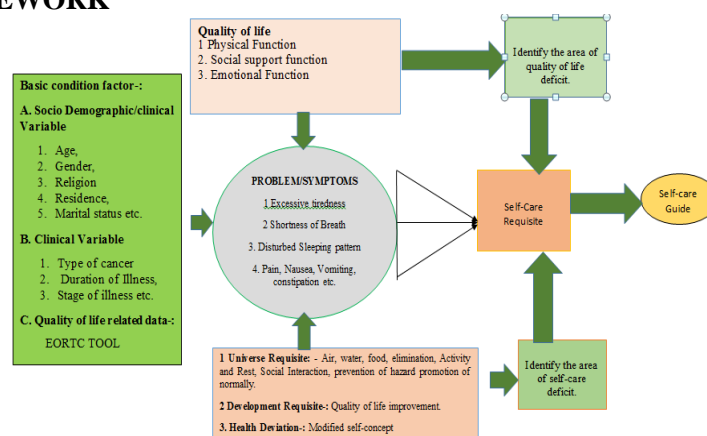 EWORK
Quality of life
1 Physical Function
2. Social support function
3. Emotional Function
Identify the area of
quality of life
deficit.
Basic condition factor-:
A. Socio Demographic/clinical
Variable
1. Age,
2. Gender,
3. Religion
4. Residence,
5. Marital status etc.
B. Clinical Variable
1. Type of cancer
2. Duration of Illness,
3. Stage of illness etc.
C. Quality of life related data-:
EORTC TOOL
PROBLEM/SYMPTOMS
1 Excessive tiredness
2 Shortness of Breath
3. Disturbed Sleeping pattern
4. Pain, Nausea, Vomiting,
constipation etc.
Self-Care
Requisite
Self-care
Guide
1 Universe Requisite: - Air, water, food, elimination, Activity
and Rest, Social Interaction, prevention of hazard promotion of
normally.
2 Development Requisite-: Quality of life improvement.
3. Health Deviation-: Modified self-concept
Identify the area
of self-care
deficit.